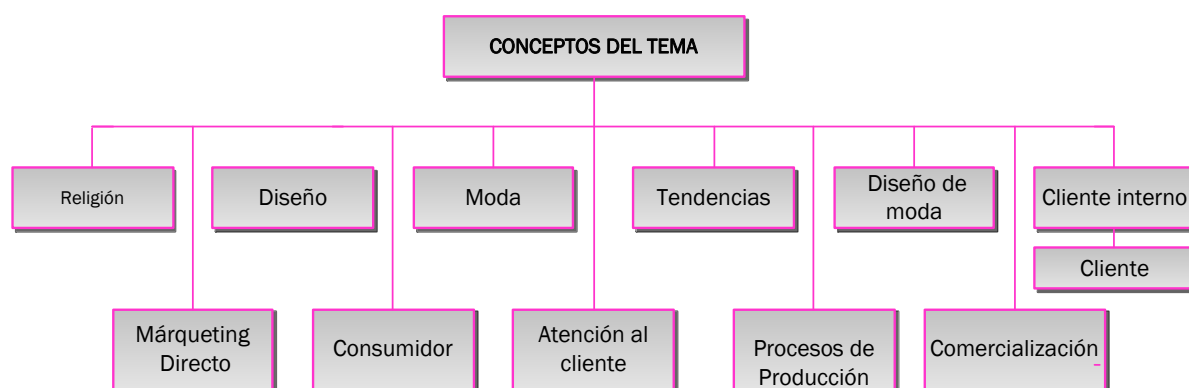 CONCEPTOS DEL TEMA
Religión
Diseño
Moda
Tendencias
Diseño de
moda
Cliente interno
Cliente
Márqueting
Directo
Consumidor
Atención al
cliente
Procesos de
Producción
Comercialización